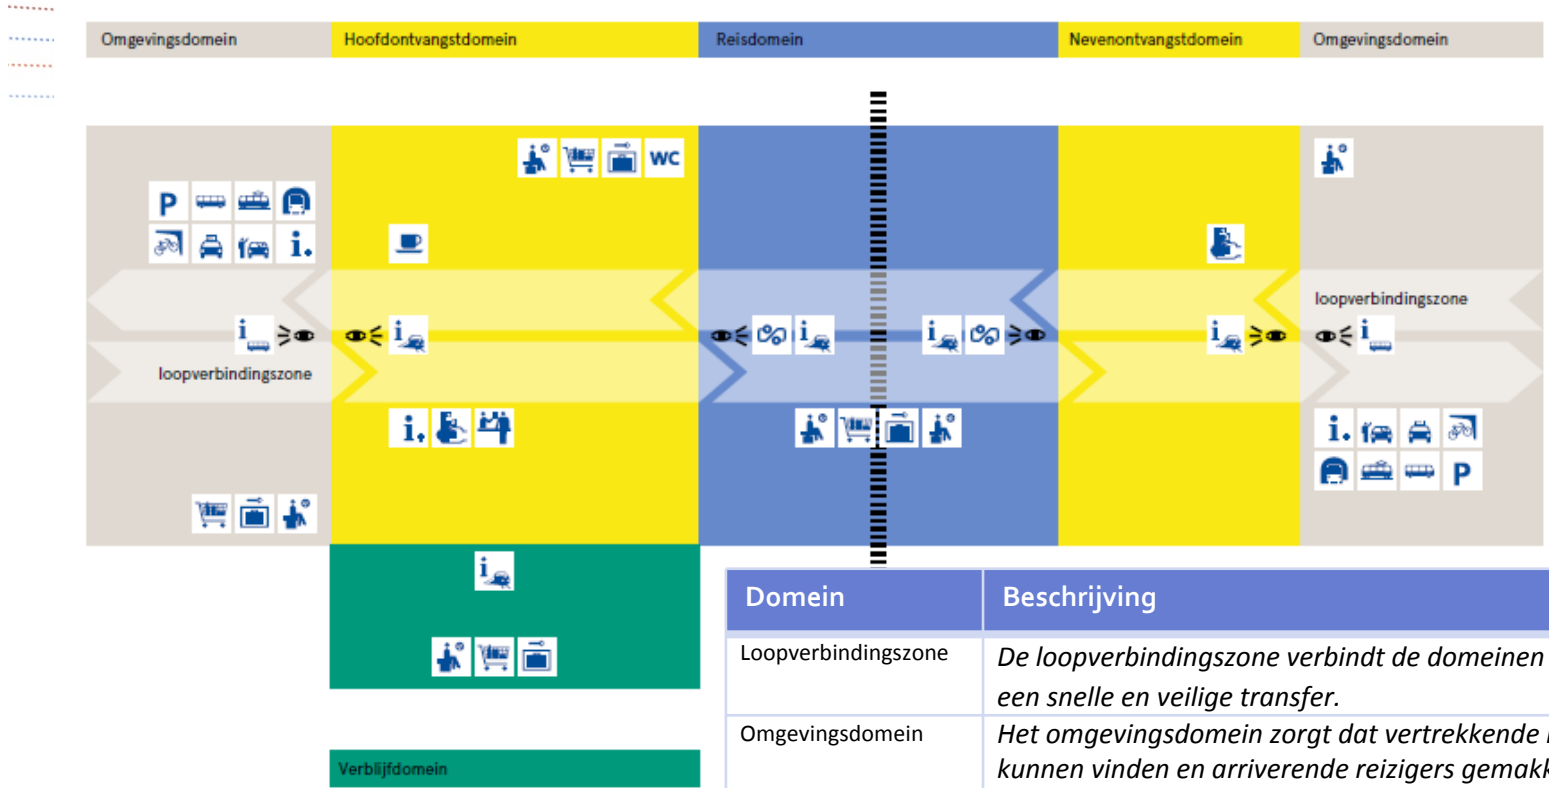 Omgevingsdomein
Hoofdontvangstdomein
Reisdomein
Nevenontvangstdomein
Omgevingsdomein
WC
P
i.
loopverbindingszone
i
i
i
i
i
i
loopverbindingszone
i.
i.
P
i
Domein Beschrijving
Loopverbindingszone De loopverbindingszone verbindt de domeinen
een snelle en veilige transfer.
Omgevingsdomein Het omgevingsdomein zorgt dat vertrekkende
kunnen vinden en arriverende reizigers
Verblijfdomein